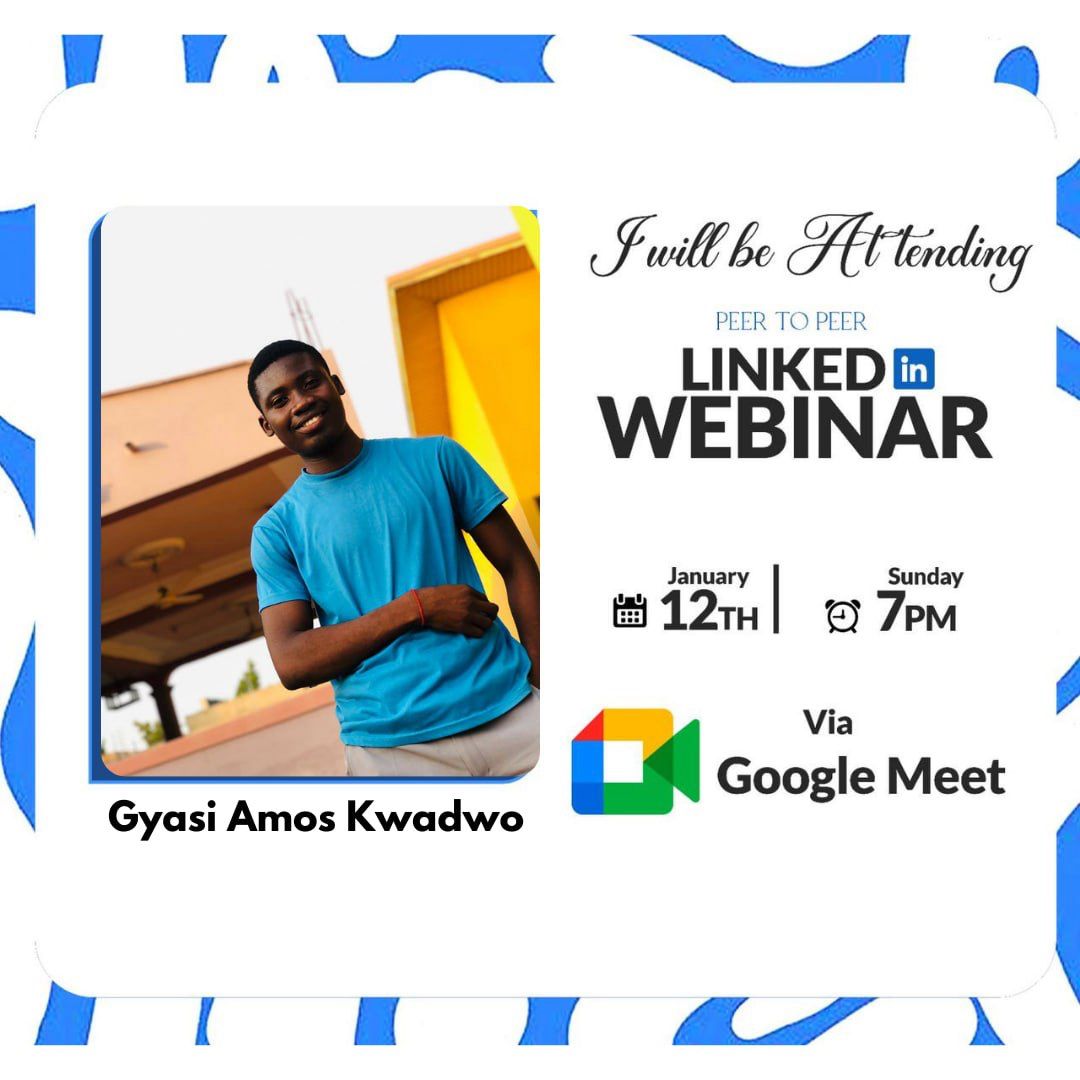 I will be Attending
PEER TO PEER
LINKED in
WEBINAR
January
12TH
Sunday
7PM
Via
Google Meet
Gyasi Amos Kwadwo